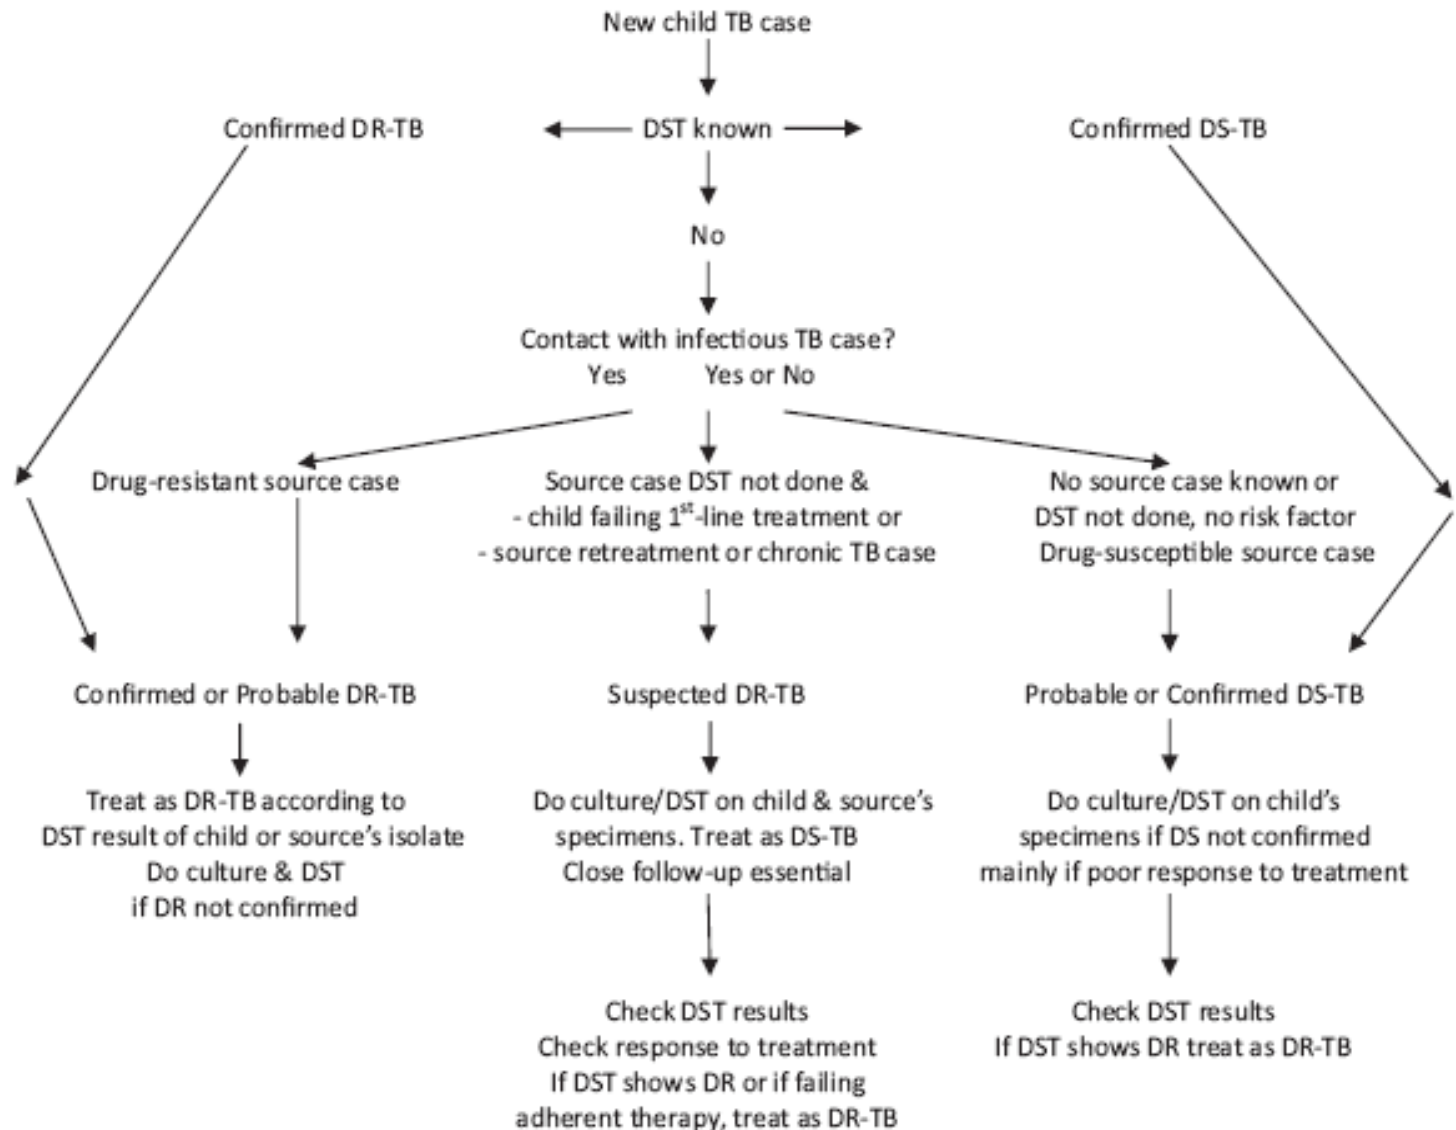 New child TB case
Confirmed DR-TB
DST known
Confirmed DS-TB
No
Contact with infectious TB case?
Yes
Yes or No
Drug-resistant source case
Source case DST not done &
- child failing 1st-line treatment or
- source retreatment or chronic TB case
No source case known or
DST not done, no risk factor
Drug-susceptible source case
Confirmed or Probable DR-TB
Suspected DR-TB
Probable or Confirmed DS-TB
Treat as DR-TB according to
DST result of child or source's isolate
Do culture & DST
if DR not confirmed
Do culture/DST on child & source's
specimens. Treat as DS-TB
Close follow-up essential
Do culture/DST on child's
specimens if DS not confirmed
mainly if poor response to treatment
Check DST results
Check response to treatment
If DST shows DR or if failing
adherent therapy, treat as DR-TB
Check DST results
If DST shows DR treat as DR-TB